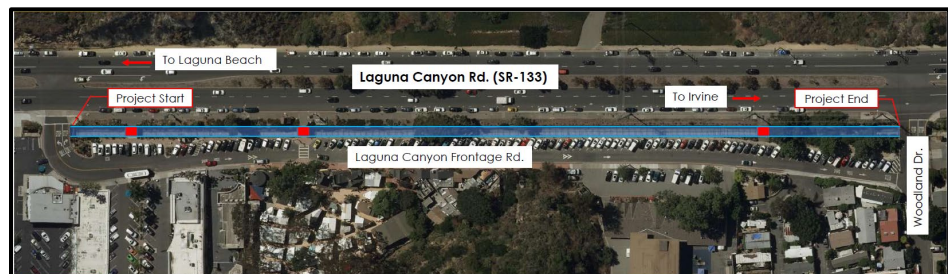 To Laguna Beach
Laguna Canyon Rd. (SR-133)
To Irvine
Project Start
Project End
Laguna Canyon Frontage Rd.
Woodland Dr.